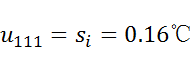 u₁₁₁ = sᵢ = 0.16℃